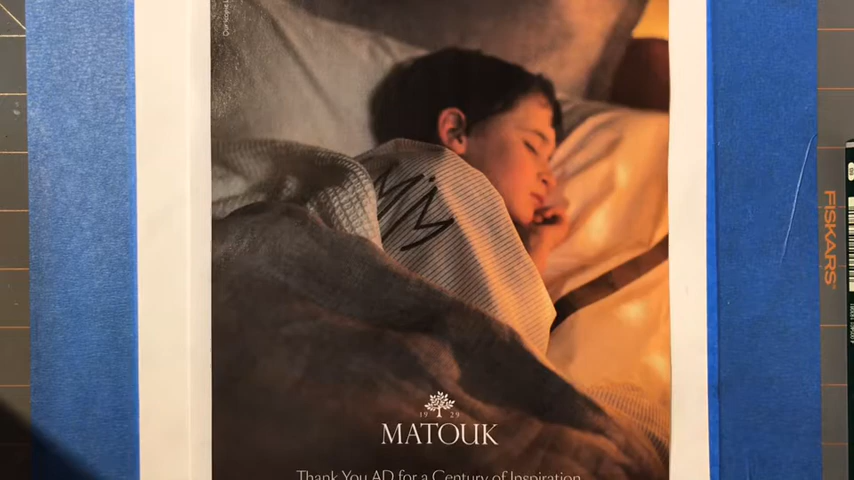 MiM
19 29
MATOUK
Thank You AD for a Century of Inspiration
FISKARS